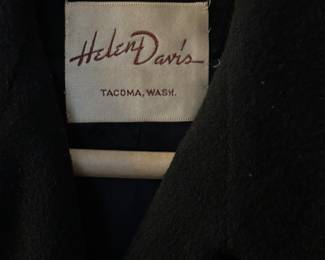 Helen Davis
TACOMA, WASH.